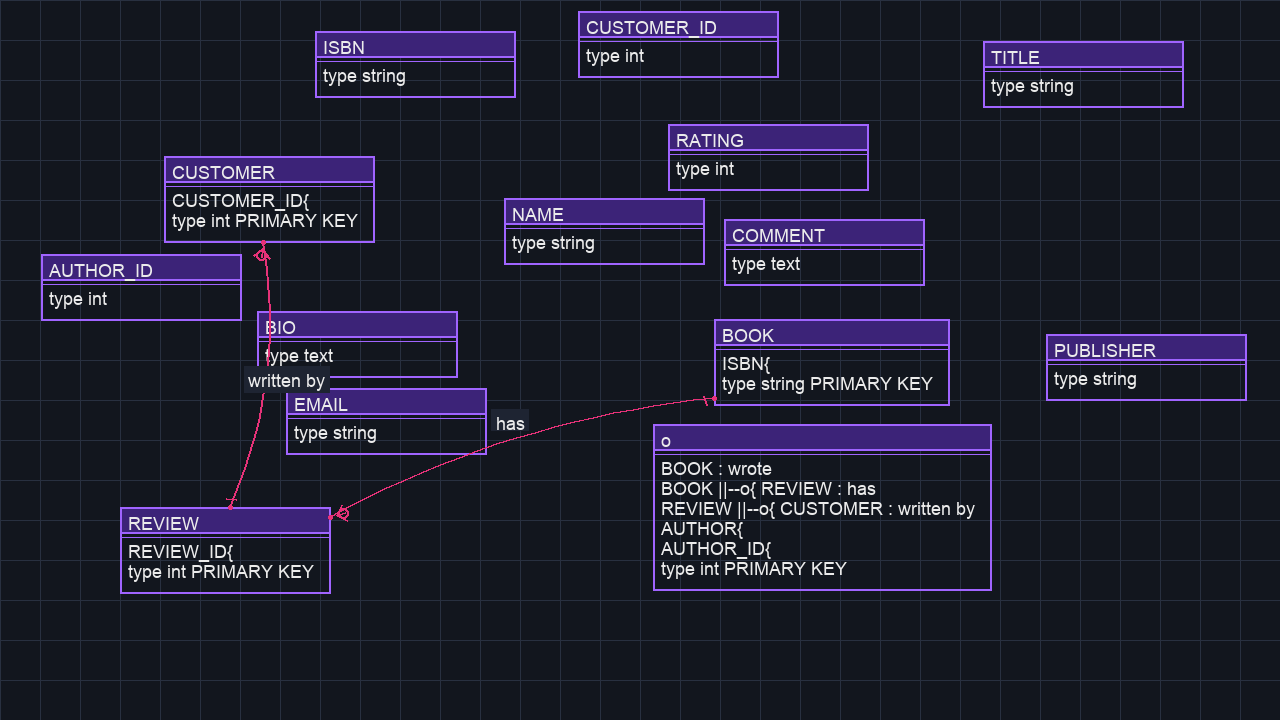 CUSTOMER_ID
type int
ISBN
type string
TITLE
type string
RATING
type int
CUSTOMER
CUSTOMER_ID{
type int PRIMARY KEY
NAME
type string
COMMENT
type text
AUTHOR_ID
type int
BIO
type text
written by
EMAIL
type string
has
BOOK
ISBN{
type string PRIMARY KEY
PUBLISHER
type string
o
BOOK : wrote
BOOK ||--o{ REVIEW : has
REVIEW ||--o{ CUSTOMER : written by
AUTHOR{
AUTHOR_ID{
type int PRIMARY KEY
REVIEW
REVIEW_ID{
type int PRIMARY KEY